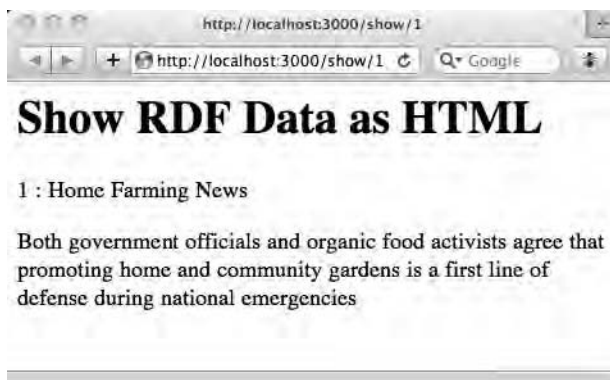 http://localhost:3000/show/1
http://localhost:3000/show/1 Google
Show RDF Data as HTML
1 : Home Farming News
Both government officials and organic food activists agree that
promoting home and community gardens is a first line of
defense during national emergencies